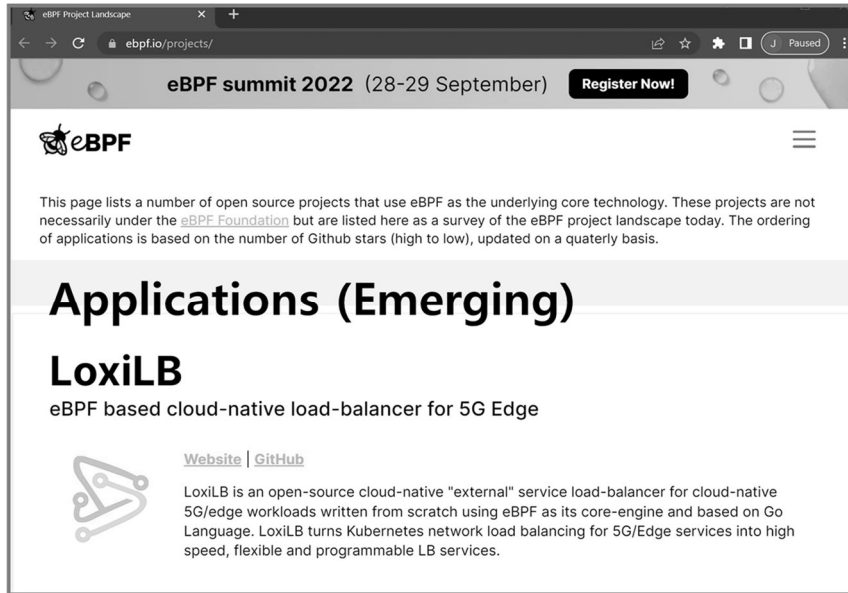 eBPF Project Landscape
ebpf.io/projects/
J Paused
eBPF summit 2022 (28-29 September) Register Now!
eBPF
This page lists a number of open source projects that use eBPF as the underlying core technology. These projects are not
necessarily under the eBPF Foundation but are listed here as a survey of the eBPF project landscape today. The ordering
of applications is based on the number of Github stars (high to low), updated on a quaterly basis.
Applications (Emerging)
LoxiLB
eBPF based cloud-native load-balancer for 5G Edge
Website | GitHub
LoxiLB is an open-source cloud-native "external" service load-balancer for cloud-native
5G/edge workloads written from scratch using eBPF as its core-engine and based on Go
Language. LoxiLB turns Kubernetes network load balancing for 5G/Edge services into high
speed, flexible and programmable LB services.